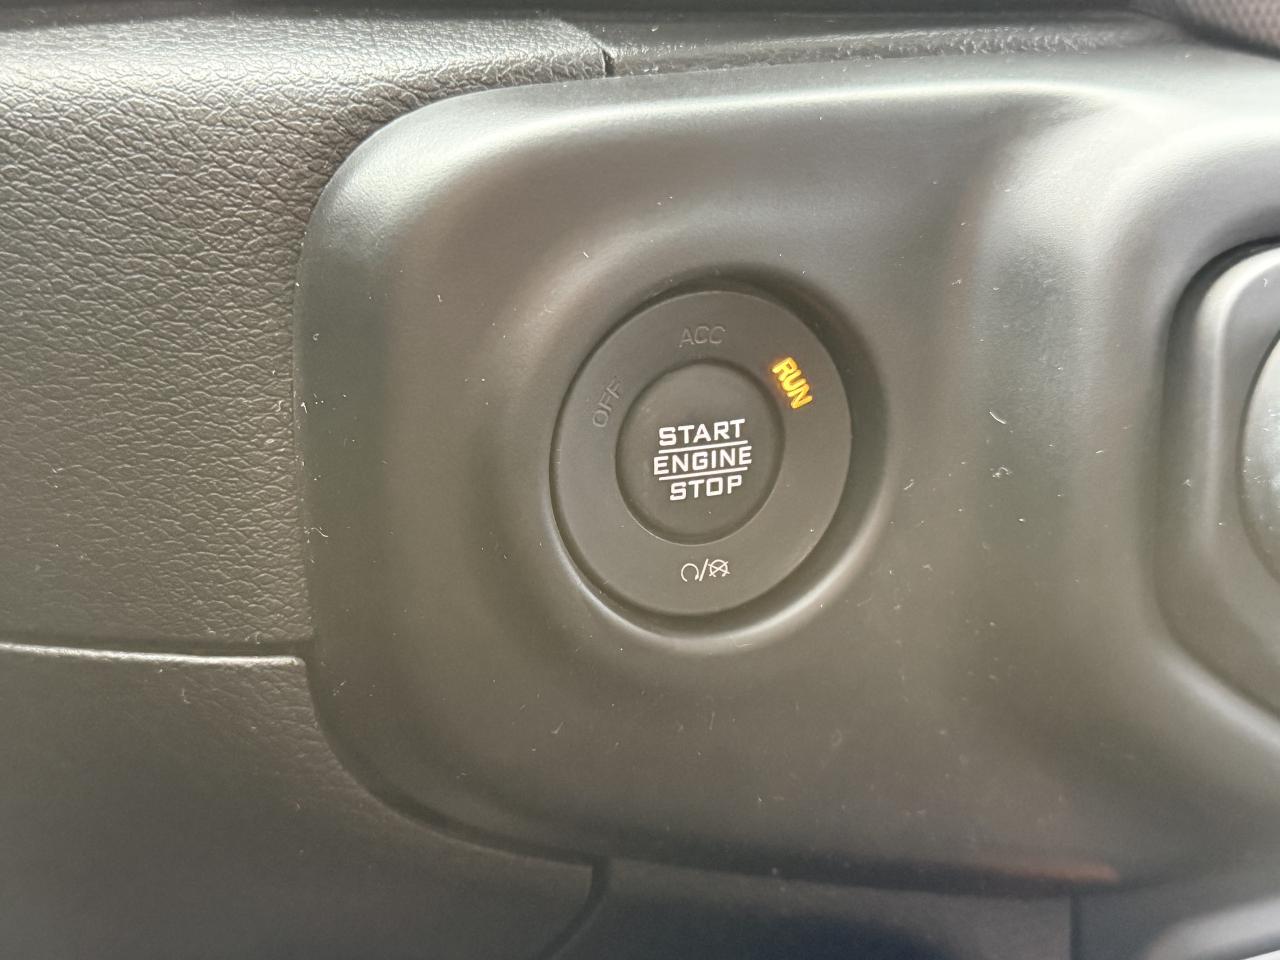 ACC
OFF
RUN
START
ENGINE
STOP